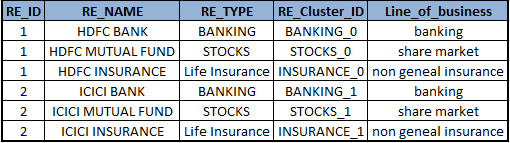 RE_ID RE_NAME RE_TYPE RE_Cluster_ID Line_of_business
1 HDFC BANK BANKING BANKING_0 banking
1 HDFC MUTUAL FUND STOCKS STOCKS_0 share market
1 HDFC INSURANCE Life Insurance INSURANCE_0 non geneal insurance
2 ICICI BANK BANKING BANKING_1 banking
2 ICICI MUTUAL FUND STOCKS STOCKS_1 share market
2 ICICI INSURANCE Life Insurance INSURANCE_1 non geneal insurance